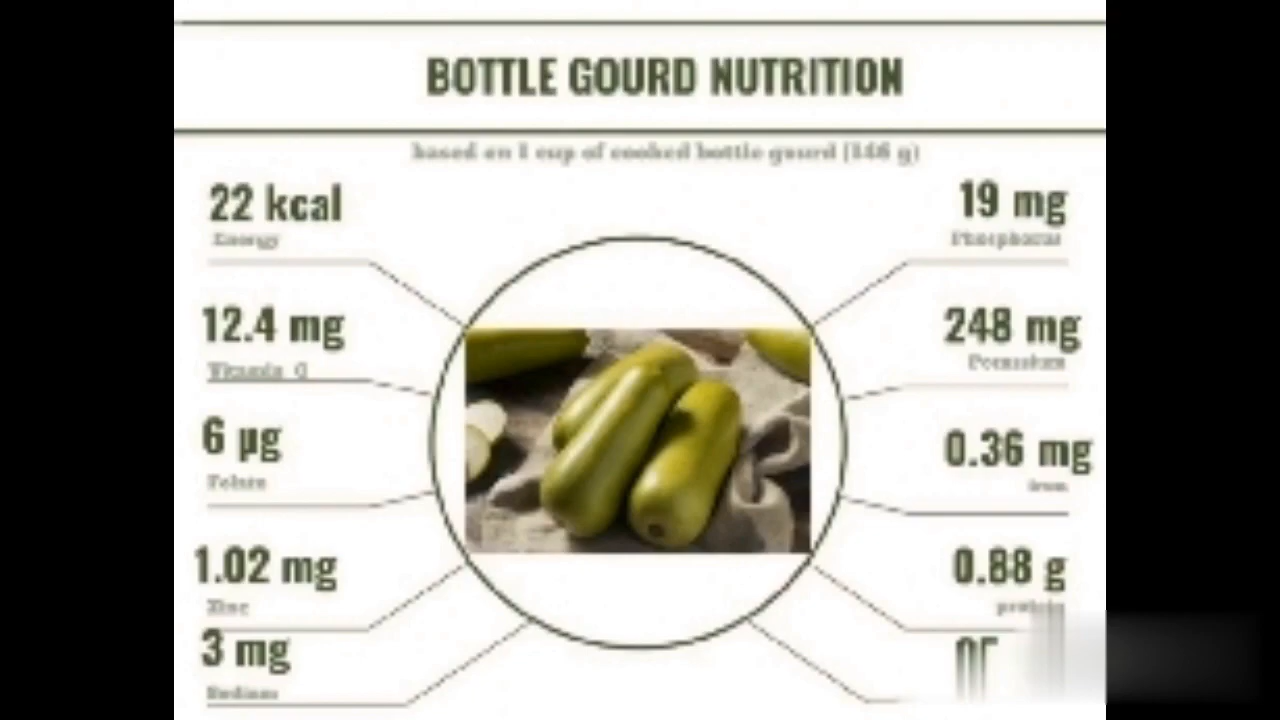 BOTTLE GOURD NUTRITION
based on 1 cup of cooked bottle gourd (146 g)
22 kcal
Energy
12.4 mg
Vitamin C
6 µg
Folate
1.02 mg
Zinc
3 mg
Sodium
19 mg
Phosphorus
248 mg
Potassium
0.36 mg
iron
0.88 g
protein